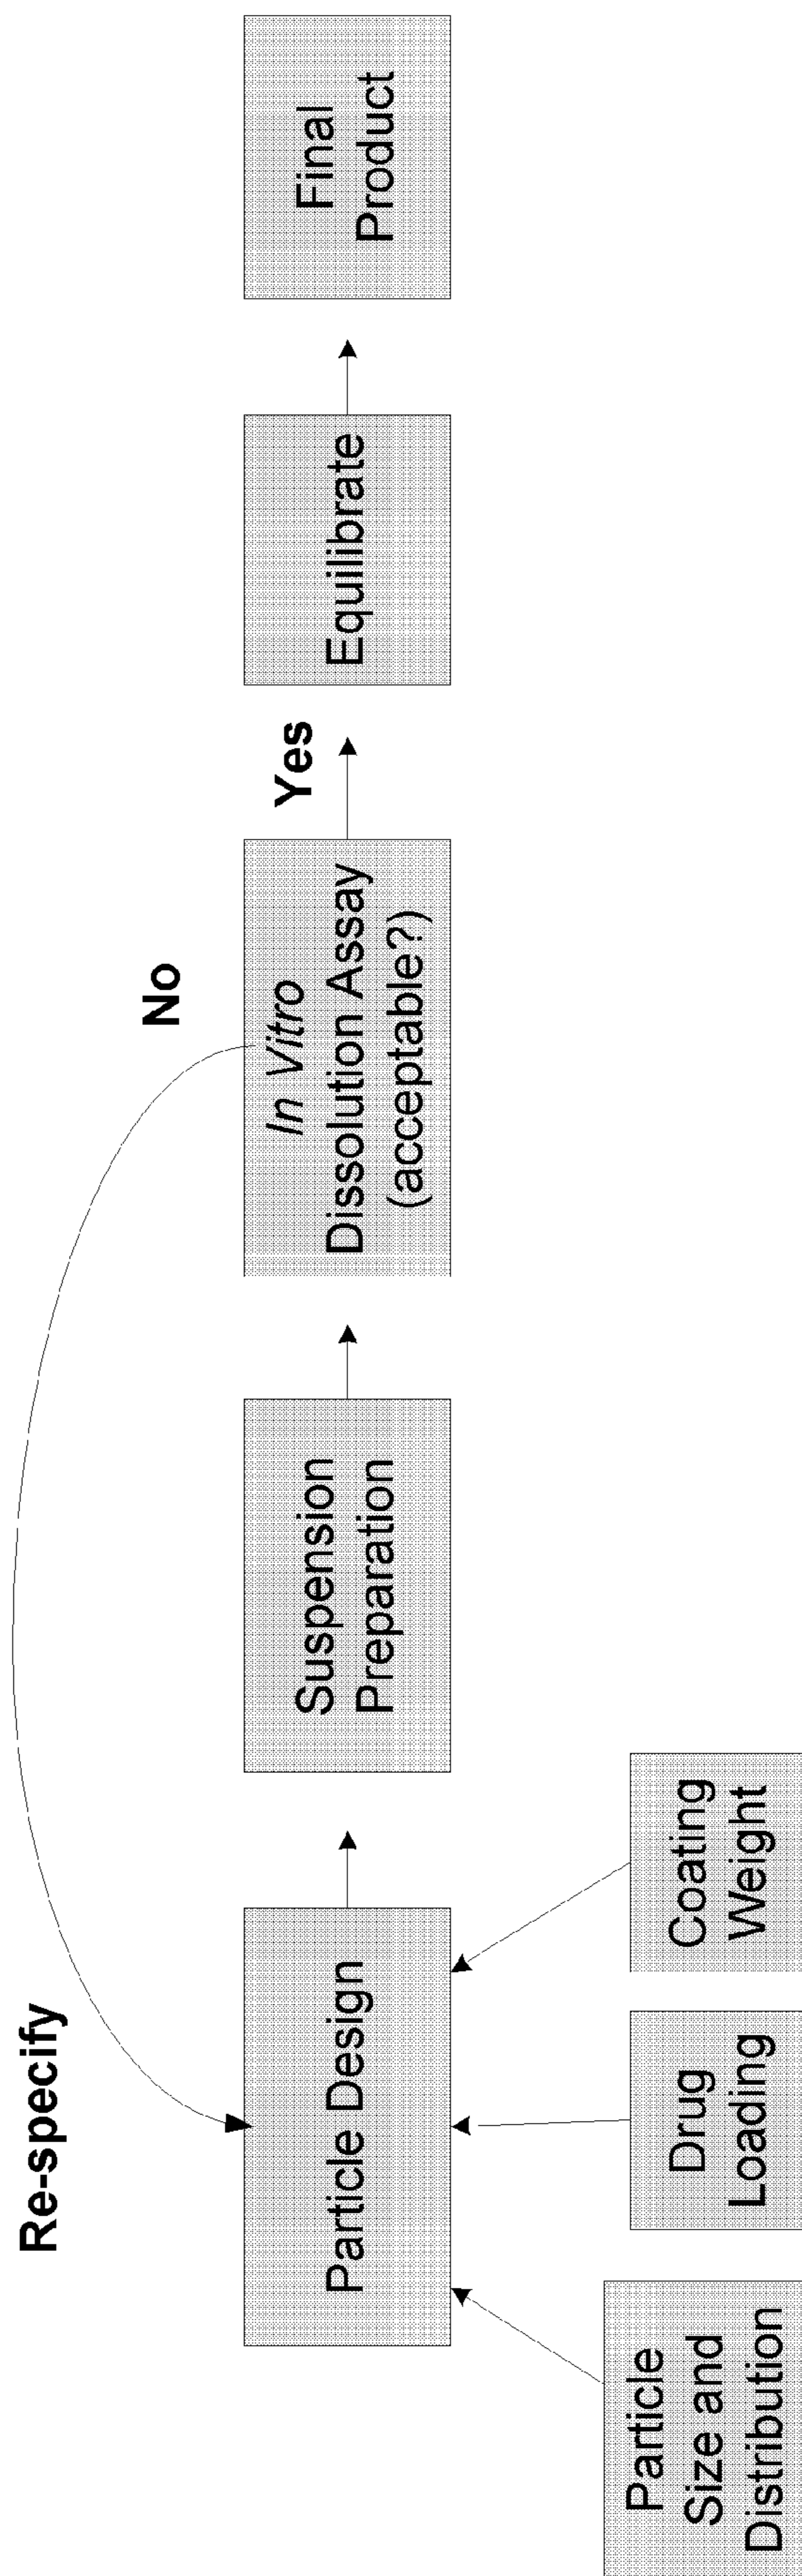 Re-specify
No
Particle Design
Suspension
Preparation
In Vitro
Dissolution Assay
(acceptable?)
Yes
Equilibrate
Final
Product
Particle
Size and
Distribution
Drug
Loading
Coating
Weight